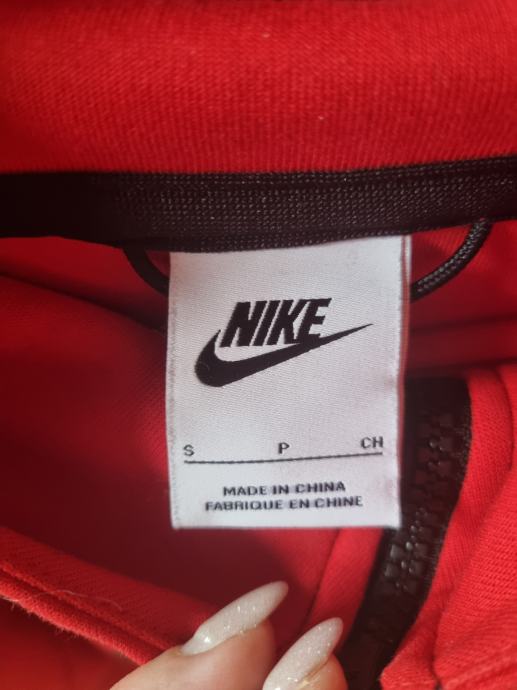 NIKE
S P CH
MADE IN CHINA
FABRIQUE EN CHINE